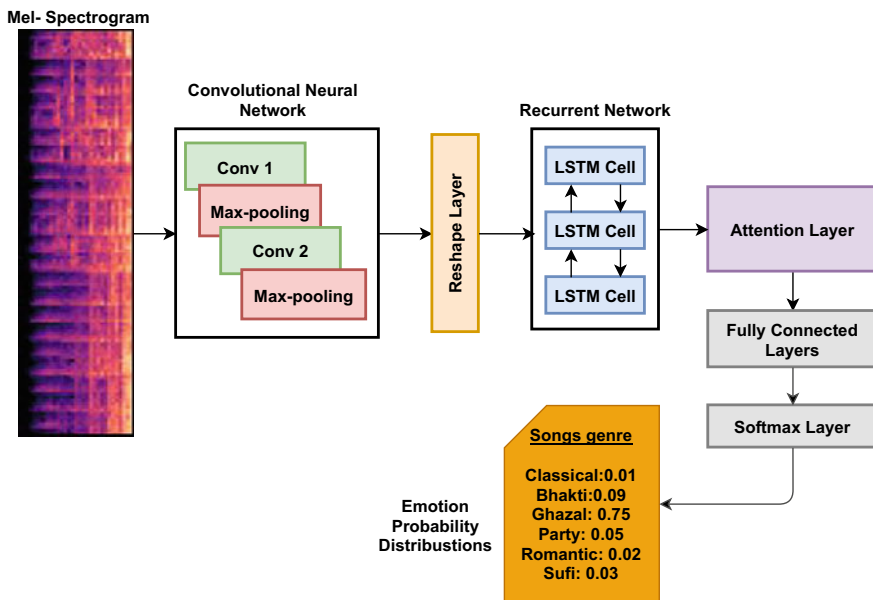 Mel- Spectrogram
Convolutional Neural
Network
Conv 1
Max-pooling
Conv 2
Max-pooling
Reshape Layer
Recurrent Network
LSTM Cell
LSTM Cell
LSTM Cell
Attention Layer
Fully Connected
Layers
Softmax Layer
Songs genre
Classical:0.01
Bhakti:0.09
Ghazal: 0.75
Party: 0.05
Romantic: 0.02
Sufi: 0.03
Emotion
Probability
Distribustions